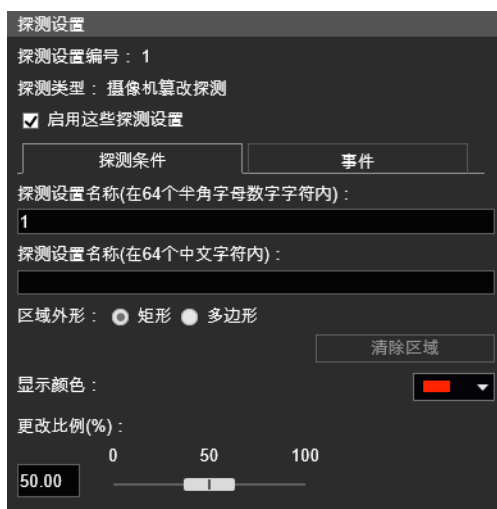 探测设置
探测设置编号： 1
探测类型： 摄像机篡改探测
启用这些探测设置
探测条件 事件
探测设置名称(在64个半角字母数字字符内)：
1
探测设置名称(在64个中文字符内)：
区域外形： 矩形 多边形
清除区域
显示颜色：
更改比例(%)：
0 50 100
50.00